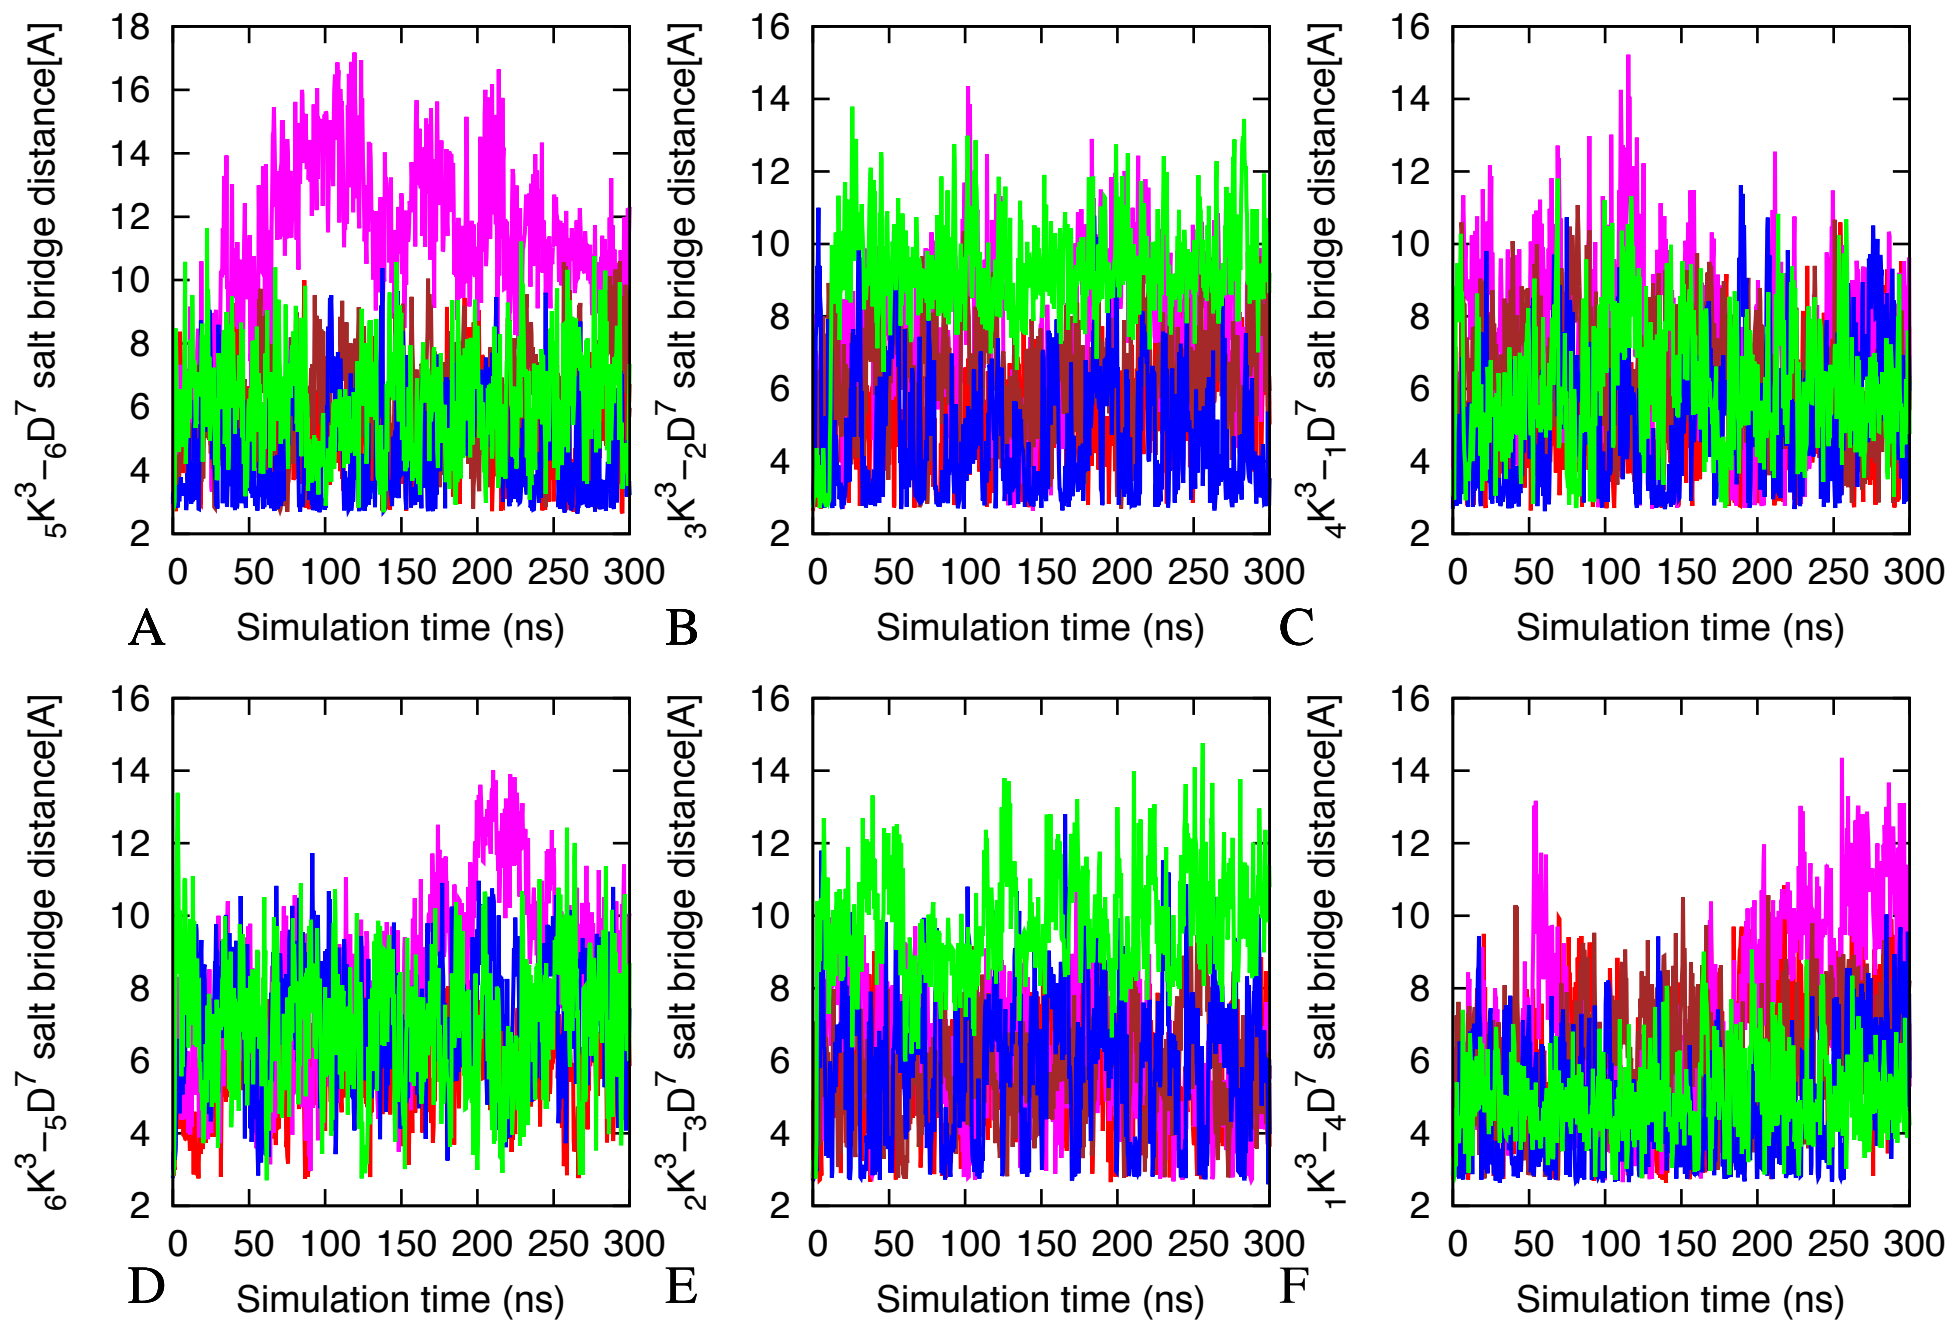 ₅K³−₆D⁷ salt bridge distance[A]
18
16
14
12
10
8
6
4
2
0 50 100 150 200 250 300
A Simulation time (ns)
₃K³−₂D⁷ salt bridge distance[A]
16
14
12
10
8
6
4
2
0 50 100 150 200 250 300
B Simulation time (ns)
₄K³−₁D⁷ salt bridge distance[A]
16
14
12
10
8
6
4
2
0 50 100 150 200 250 300
C Simulation time (ns)
₆K³−₅D⁷ salt bridge distance[A]
16
14
12
10
8
6
4
2
0 50 100 150 200 250 300
D Simulation time (ns)
₂K³−₃D⁷ salt bridge distance[A]
16
14
12
10
8
6
4
2
0 50 100 150 200 250 300
E Simulation time (ns)
₁K³−₄D⁷ salt bridge distance[A]
16
14
12
10
8
6
4
2
0 50 100 150 200 250 300
F Simulation time (ns)